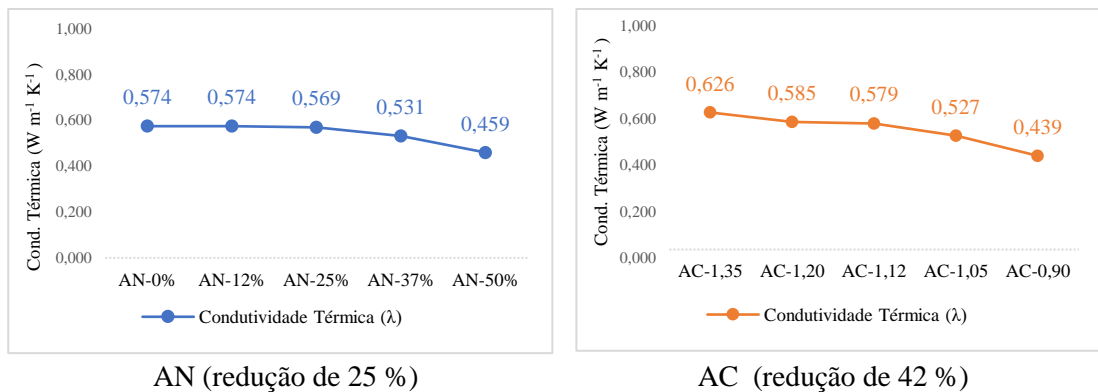 1,000
0,800
0,600
0,400
0,200
0,000
Cond. Térmica (W m⁻¹ K⁻¹ )
0,574 0,574 0,569 0,531 0,459
AN-0% AN-12% AN-25% AN-37% AN-50%
Condutividade Térmica (λ)
AN (redução de 25 %)
1,000
0,800
0,600
0,400
0,200
0,000
Cond. Térmica (W m⁻¹ K⁻¹ )
0,626 0,585 0,579 0,527 0,439
AC-1,35 AC-1,20 AC-1,12 AC-1,05 AC-0,90
Condutividade Térmica (λ)
AC (redução de 42 %)